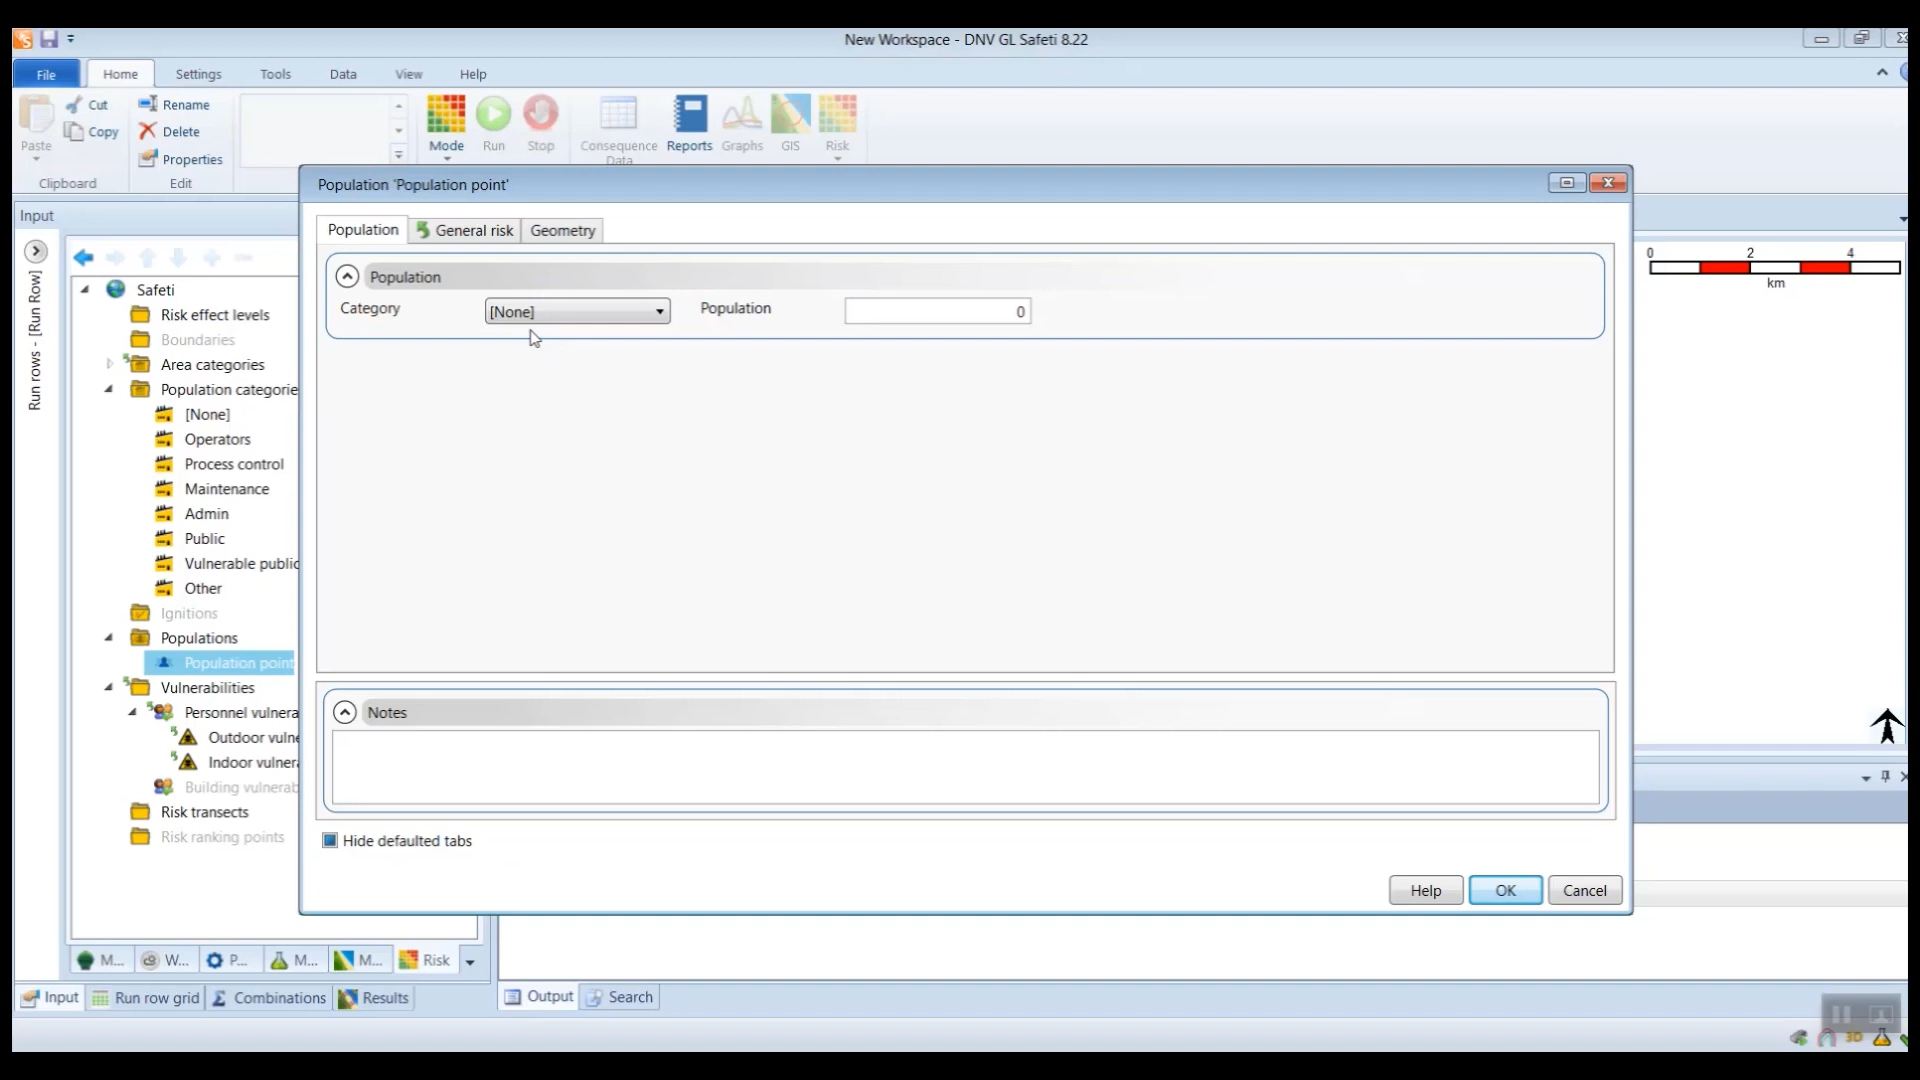 New Workspace - DNV GL Safeti 8.22
File
Home
Settings
Tools
Data
View
Help
Paste
Cut
Copy
Clipboard
Rename
Delete
Properties
Edit
Mode
Run
Stop
Consequence
Data
Reports
Graphs
GIS
Risk
Input
Run rows - [Run Row]
Safeti
Risk effect levels
Boundaries
Area categories
Population categorie
[None]
Operators
Process control
Maintenance
Admin
Public
Vulnerable public
Other
Ignitions
Populations
Population point
Vulnerabilities
Personnel vulnera
Outdoor vulne
Indoor vulnera
Building vulnerab
Risk transects
Risk ranking points
M...
W...
P...
M...
M...
Risk
Input
Run row grid
Combinations
Results
Population 'Population point'
Population
General risk
Geometry
Population
Category
[None]
Population
0
Notes
Hide defaulted tabs
Help
OK
Cancel
0 2 4
km
Output
Search
3D